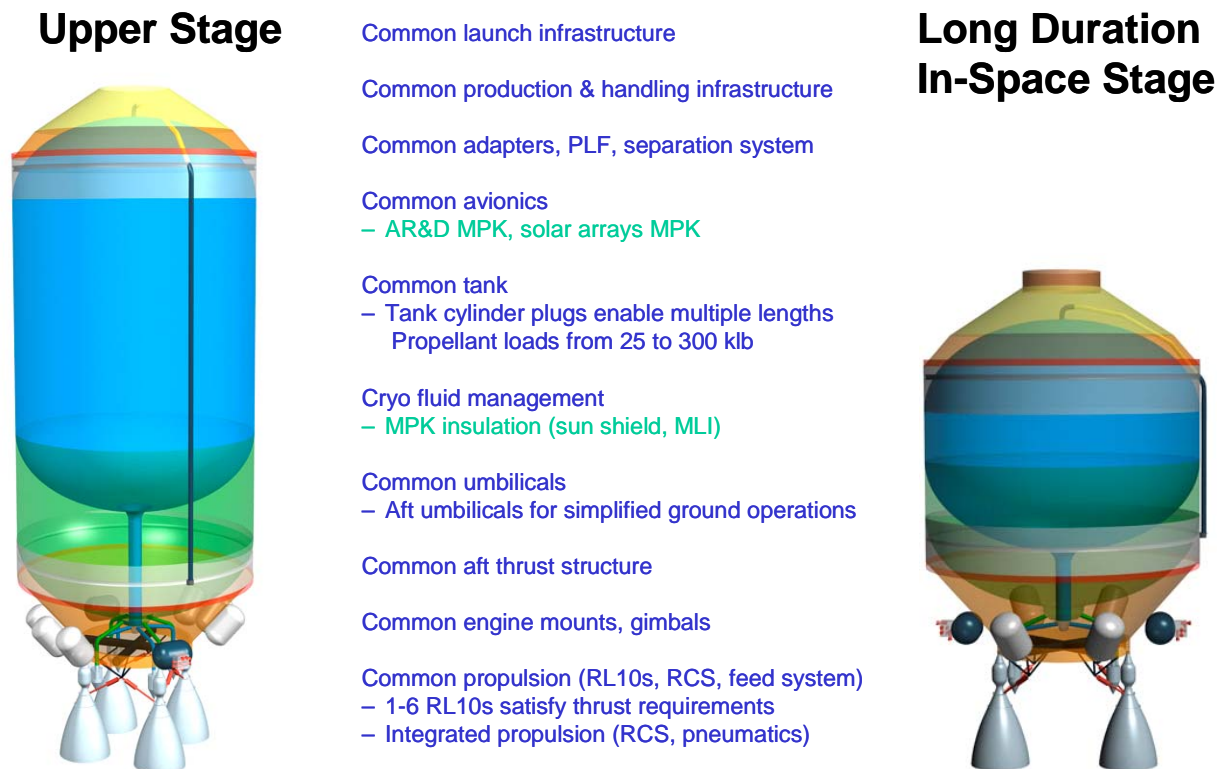 Upper Stage
Common launch infrastructure
Common production & handling infrastructure
Common adapters, PLF, separation system
Common avionics
– AR&D MPK, solar arrays MPK
Common tank
– Tank cylinder plugs enable multiple lengths
Propellant loads from 25 to 300 klb
Cryo fluid management
– MPK insulation (sun shield, MLI)
Common umbilicals
– Aft umbilicals for simplified ground operations
Common aft thrust structure
Common engine mounts, gimbals
Common propulsion (RL10s, RCS, feed system)
– 1-6 RL10s satisfy thrust requirements
– Integrated propulsion (RCS, pneumatics)
Long Duration
In-Space Stage